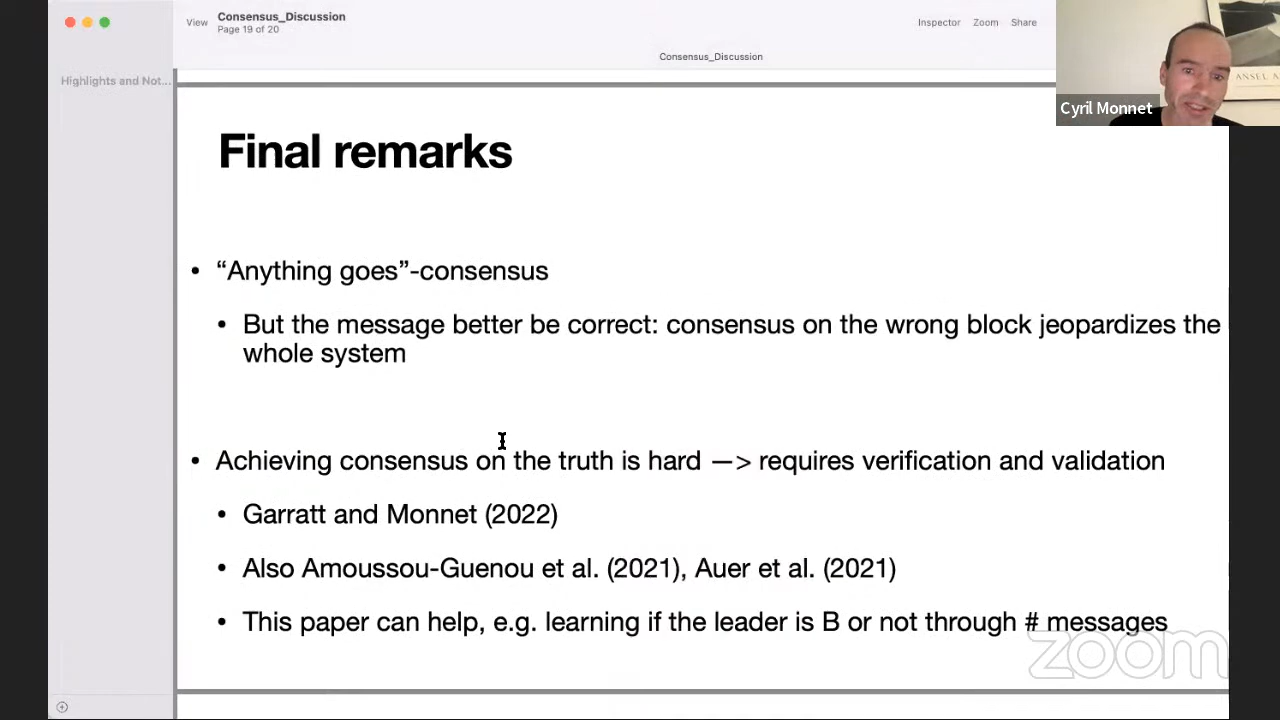 View
Consensus_Discussion
Page 19 of 20
Inspector
Zoom
Share
Highlights and Not...
Consensus_Discussion
ANSEL A
Cyril Monnet
Final remarks
• “Anything goes”-consensus
• But the message better be correct: consensus on the wrong block jeopardizes the
whole system
• Achieving consensus on the truth is hard —> requires verification and validation
• Garratt and Monnet (2022)
• Also Amoussou-Guenou et al. (2021), Auer et al. (2021)
• This paper can help, e.g. learning if the leader is B or not through # messages
zoom